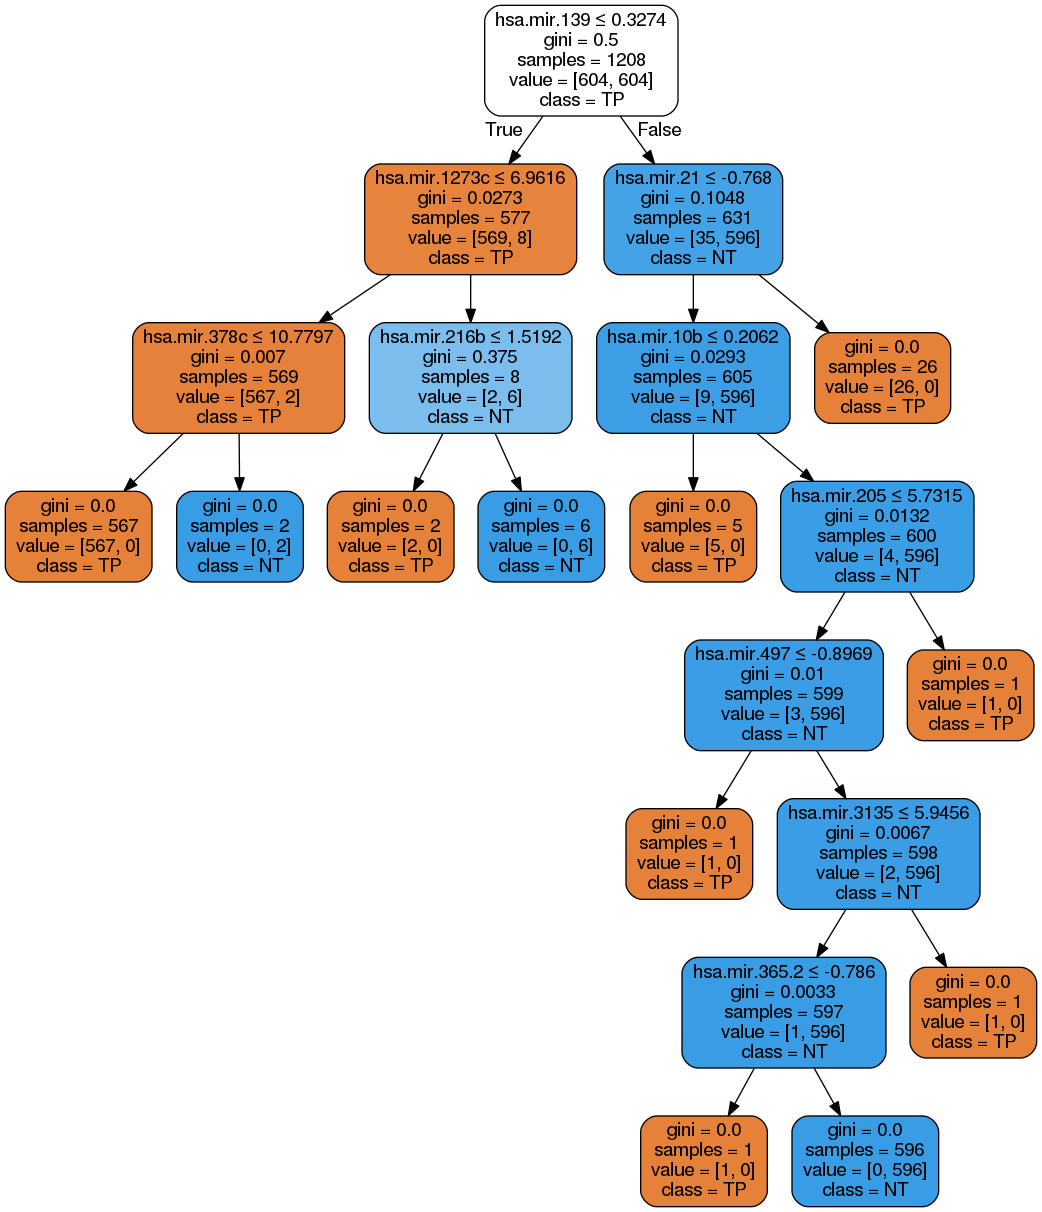 hsa.mir.139 ≤ 0.3274
gini = 0.5
samples = 1208
value = [604, 604]
class = TP
True
False
hsa.mir.1273c ≤ 6.9616
gini = 0.0273
samples = 577
value = [569, 8]
class = TP
hsa.mir.21 ≤ -0.768
gini = 0.1048
samples = 631
value = [35, 596]
class = NT
hsa.mir.378c ≤ 10.7797
gini = 0.007
samples = 569
value = [567, 2]
class = TP
hsa.mir.216b ≤ 1.5192
gini = 0.375
samples = 8
value = [2, 6]
class = NT
hsa.mir.10b ≤ 0.2062
gini = 0.0293
samples = 605
value = [9, 596]
class = NT
gini = 0.0
samples = 26
value = [26, 0]
class = TP
gini = 0.0
samples = 567
value = [567, 0]
class = TP
gini = 0.0
samples = 2
value = [0, 2]
class = NT
gini = 0.0
samples = 2
value = [2, 0]
class = TP
gini = 0.0
samples = 6
value = [0, 6]
class = NT
gini = 0.0
samples = 5
value = [5, 0]
class = TP
hsa.mir.205 ≤ 5.7315
gini = 0.0132
samples = 600
value = [4, 596]
class = NT
hsa.mir.497 ≤ -0.8969
gini = 0.01
samples = 599
value = [3, 596]
class = NT
gini = 0.0
samples = 1
value = [1, 0]
class = TP
gini = 0.0
samples = 1
value = [1, 0]
class = TP
hsa.mir.3135 ≤ 5.9456
gini = 0.0067
samples = 598
value = [2, 596]
class = NT
hsa.mir.365.2 ≤ -0.786
gini = 0.0033
samples = 597
value = [1, 596]
class = NT
gini = 0.0
samples = 1
value = [1, 0]
class = TP
gini = 0.0
samples = 1
value = [1, 0]
class = TP
gini = 0.0
samples = 596
value = [0, 596]
class = NT